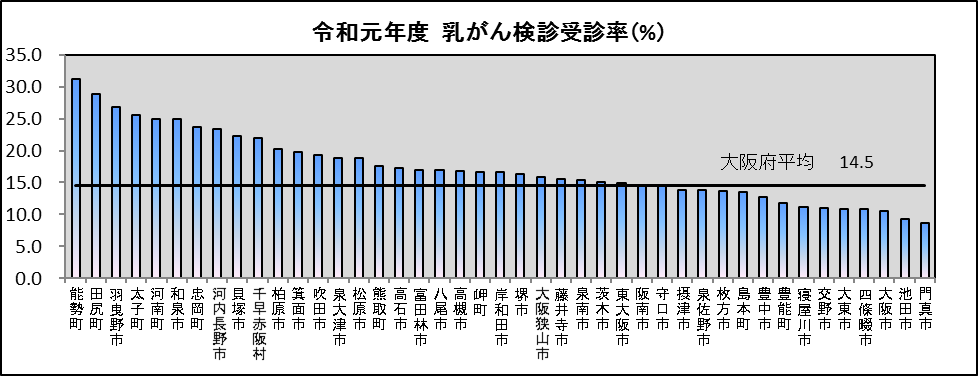 令和元年度 乳がん検診受診率(%)
35.0
30.0
25.0
20.0
15.0
10.0
5.0
0.0
大阪府平均 14.5
能勢町
田尻町
羽曳野市
太子町
河南町
和泉市
忠岡町
河内長野市
貝塚市
千早赤阪村
柏原市
箕面市
吹田市
泉大津市
松原市
熊取町
高石市
富田林市
八尾市
高槻市
岬町
岸和田市
堺市
大阪狭山市
藤井寺市
泉南市
茨木市
東大阪市
阪南市
守口市
摂津市
泉佐野市
枚方市
島本町
豊中市
豊能町
寝屋川市
交野市
大東市
四條畷市
大阪市
池田市
門真市